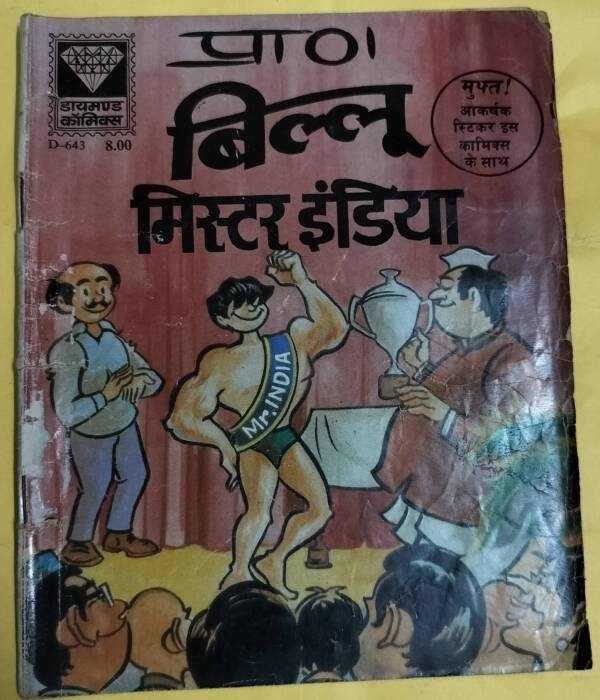 प्राण
डायमण्ड
कॉमिक्स
D-643 8.00
बिल्लू
मिस्टर इंडिया
मुफ्त!
आकर्षक
स्टिकर इस
कामिक्स
के साथ
Mr. INDIA